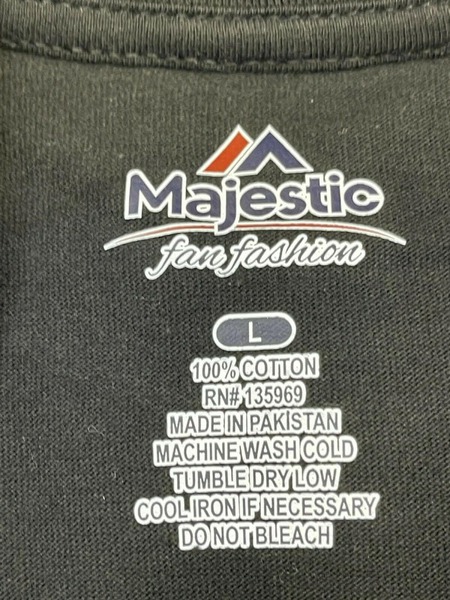 Majestic
fan fashion
L
100% COTTON
RN# 135969
MADE IN PAKISTAN
MACHINE WASH COLD
TUMBLE DRY LOW
COOL IRON IF NECESSARY
DO NOT BLEACH